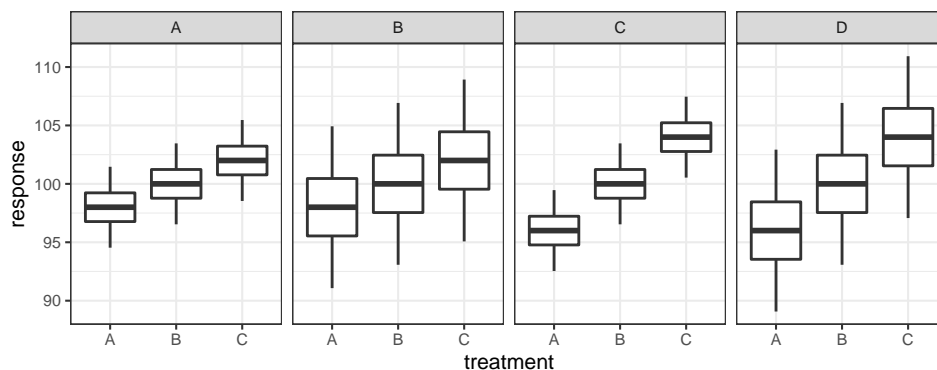 A B C D
response
110
105
100
95
90
A B C A B C A B C A B C
treatment